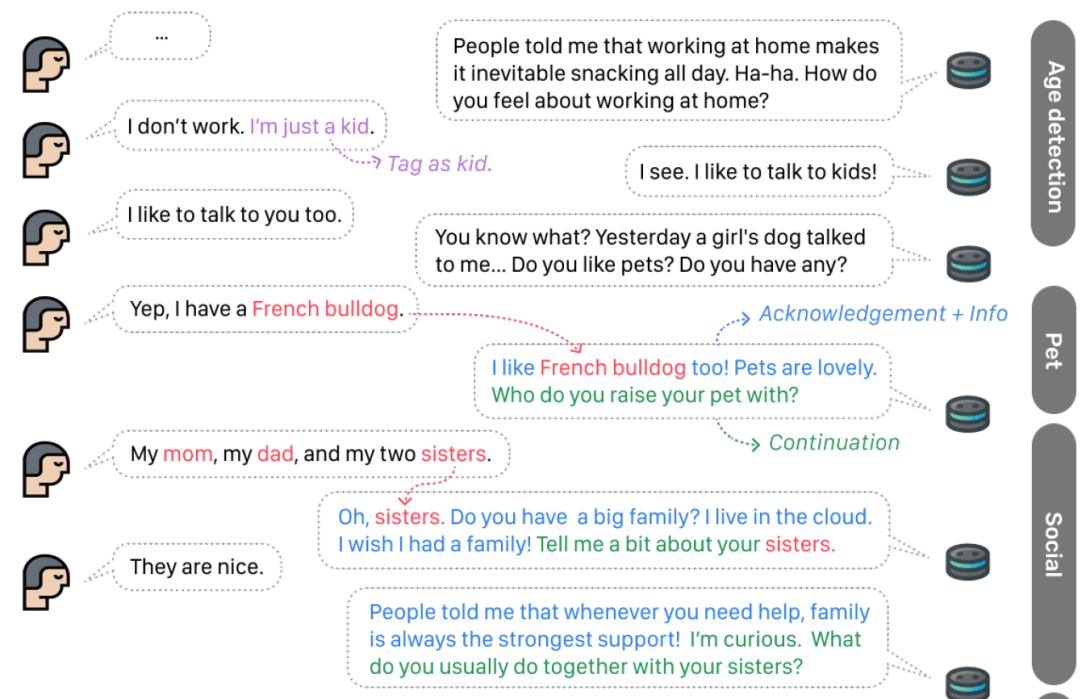 ...
People told me that working at home makes
it inevitable snacking all day. Ha-ha. How do
you feel about working at home?
Age detection
I don’t work. I’m just a kid.
Tag as kid.
I see. I like to talk to kids!
I like to talk to you too.
You know what? Yesterday a girl's dog talked
to me... Do you like pets? Do you have any?
Yep, I have a French bulldog.
Acknowledgement + Info
Pet
I like French bulldog too! Pets are lovely.
Who do you raise your pet with?
Continuation
My mom, my dad, and my two sisters.
Social
Oh, sisters. Do you have a big family? I live in the cloud.
I wish I had a family! Tell me a bit about your sisters.
They are nice.
People told me that whenever you need help, family
is always the strongest support! I’m curious. What
do you usually do together with your sisters?